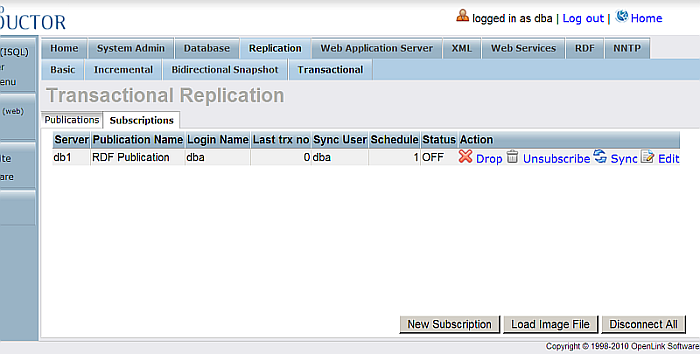 UCTOR
logged in as dba | Log out | Home
(ISQL)
er
enu
(web)
ite
are
Home System Admin Database Replication Web Application Server XML Web Services RDF NNTP
Basic Incremental Bidirectional Snapshot Transactional
Transactional Replication
Publications Subscriptions
Server Publication Name Login Name Last trx no Sync User Schedule Status Action
db1 RDF Publication dba 0 dba 1 OFF Drop Unsubscribe Sync Edit
New Subscription Load Image File Disconnect All
Copyright © 1998-2010 OpenLink Software